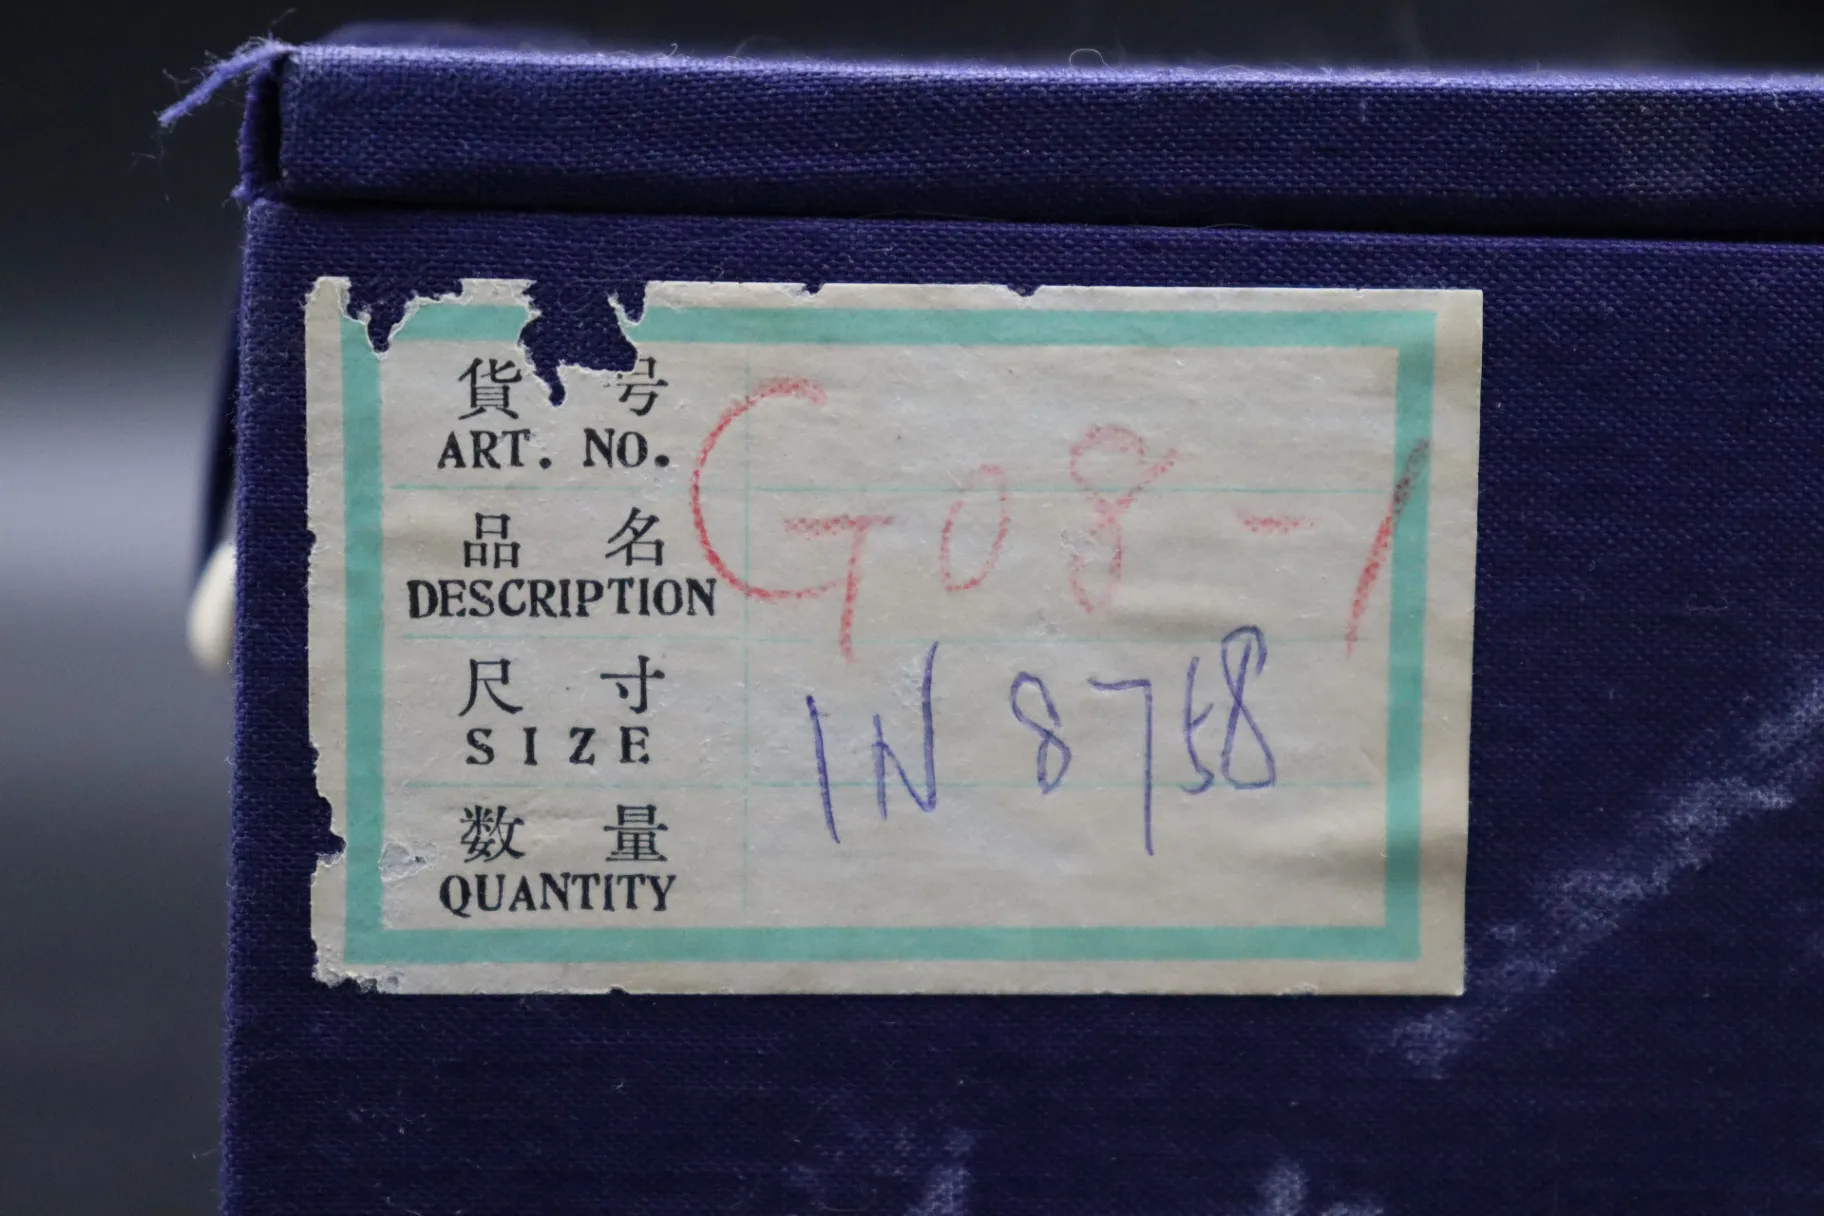 貨 号
ART. NO.
品 名
DESCRIPTION
尺 寸
SIZE
数 量
QUANTITY
G08-1
IN 8758